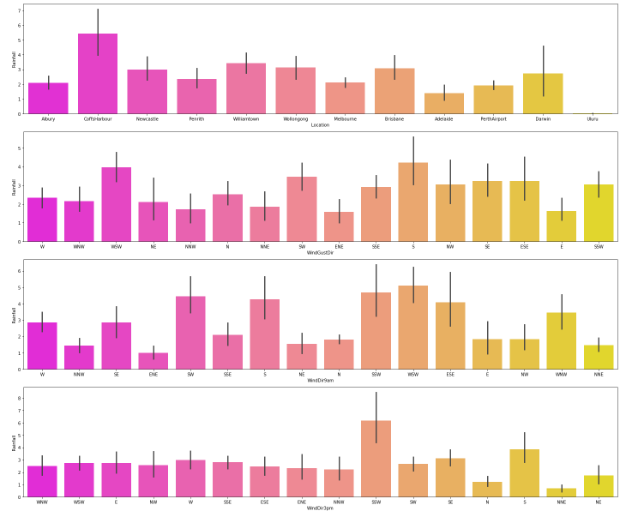 7
6
5
4
3
2
1
0
Rainfall
Albury CoffsHarbour Newcastle Penrith Williamtown Wollongong Melbourne Brisbane Adelaide PerthAirport Darwin Uluru
Location
5
4
3
2
1
0
Rainfall
W WNW WSW NE NNW N NNE SW ENE SSE S NW SE ESE E SSW
WindGustDir
6
5
4
3
2
1
0
Rainfall
W NNW SE ENE SW SSE S NE N SSW WSW ESE E NW WNW NNE
WindDir9am
8
7
6
5
4
3
2
1
0
Rainfall
WNW WSW E NW W SSE ESE ENE NNW SSW SW SE N S NNE NE
WindDir3pm